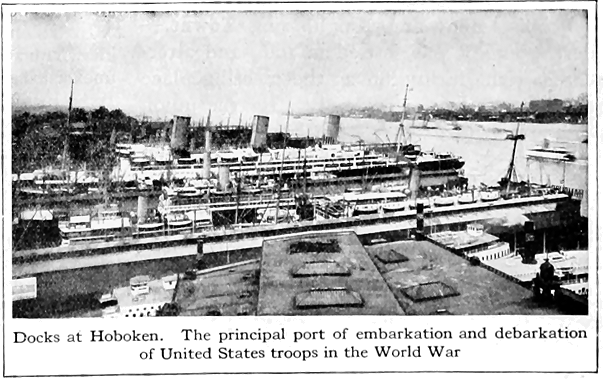 Docks at Hoboken. The principal port of embarkation and debarkation
of United States troops in the World War